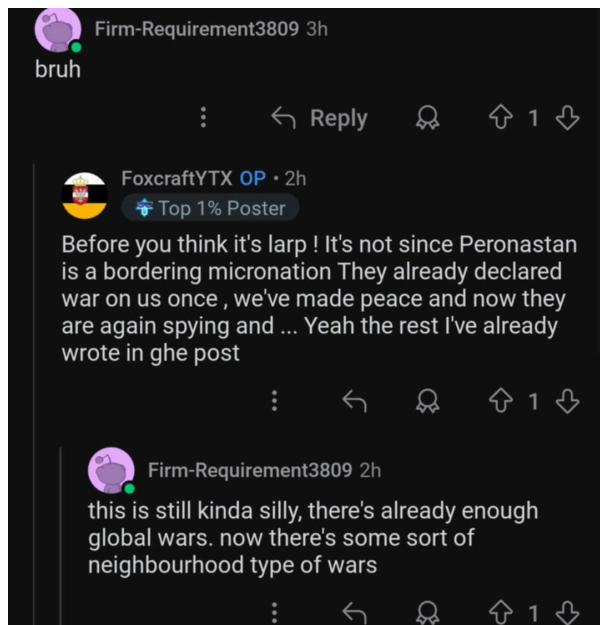 Firm-Requirement3809 3h
bruh
Reply 1
FoxcraftYTX OP • 2h
Top 1% Poster
Before you think it's larp ! It's not since Peronastan
is a bordering micronation They already declared
war on us once , we've made peace and now they
are again spying and ... Yeah the rest I've already
wrote in ghe post
1
Firm-Requirement3809 2h
this is still kinda silly, there's already enough
global wars. now there's some sort of
neighbourhood type of wars
1